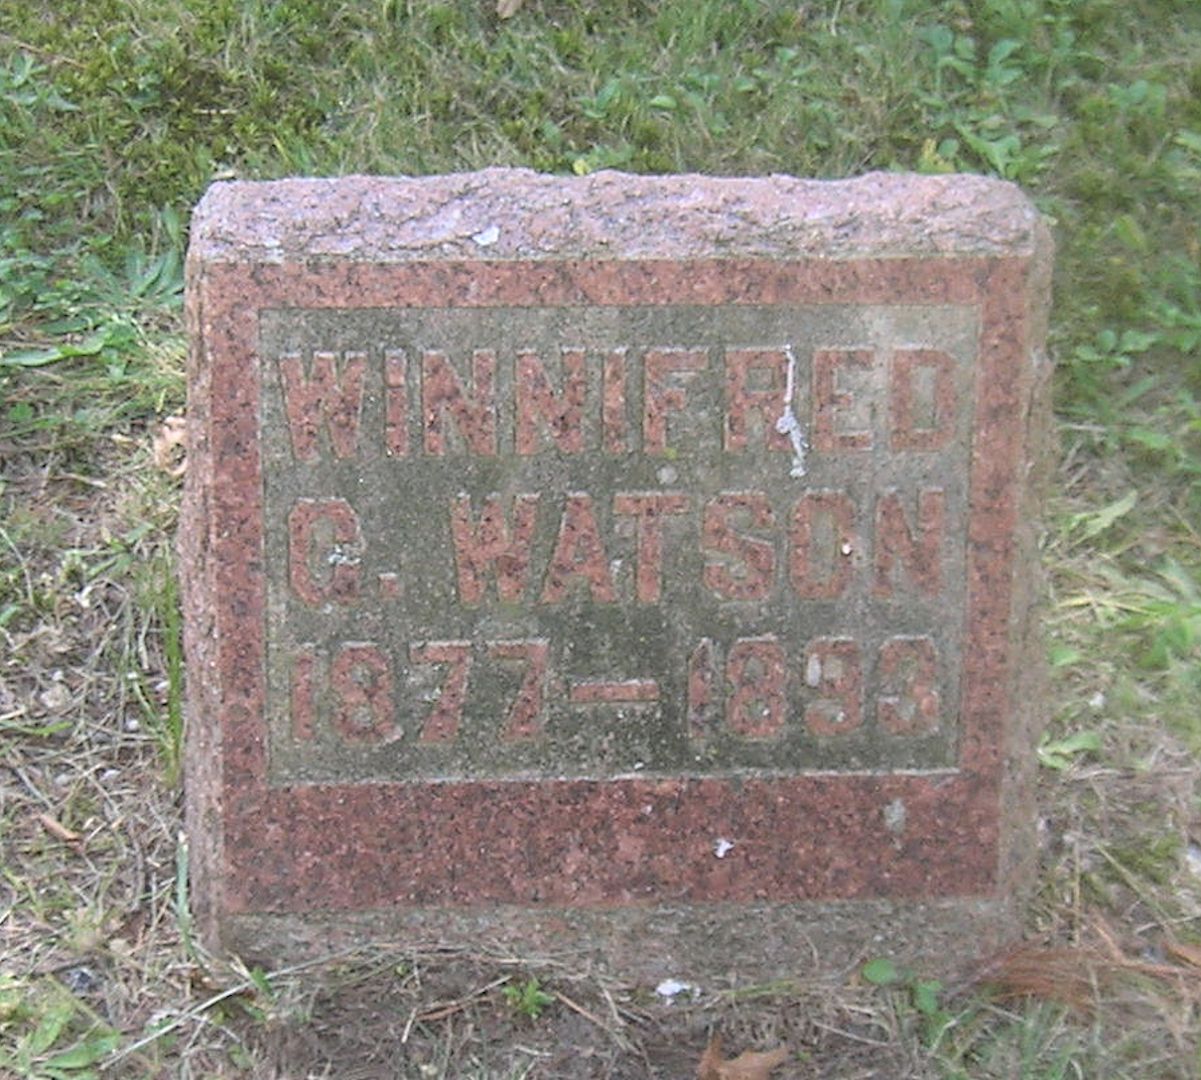 WINNIFRED
G. WATSON
1877-1893